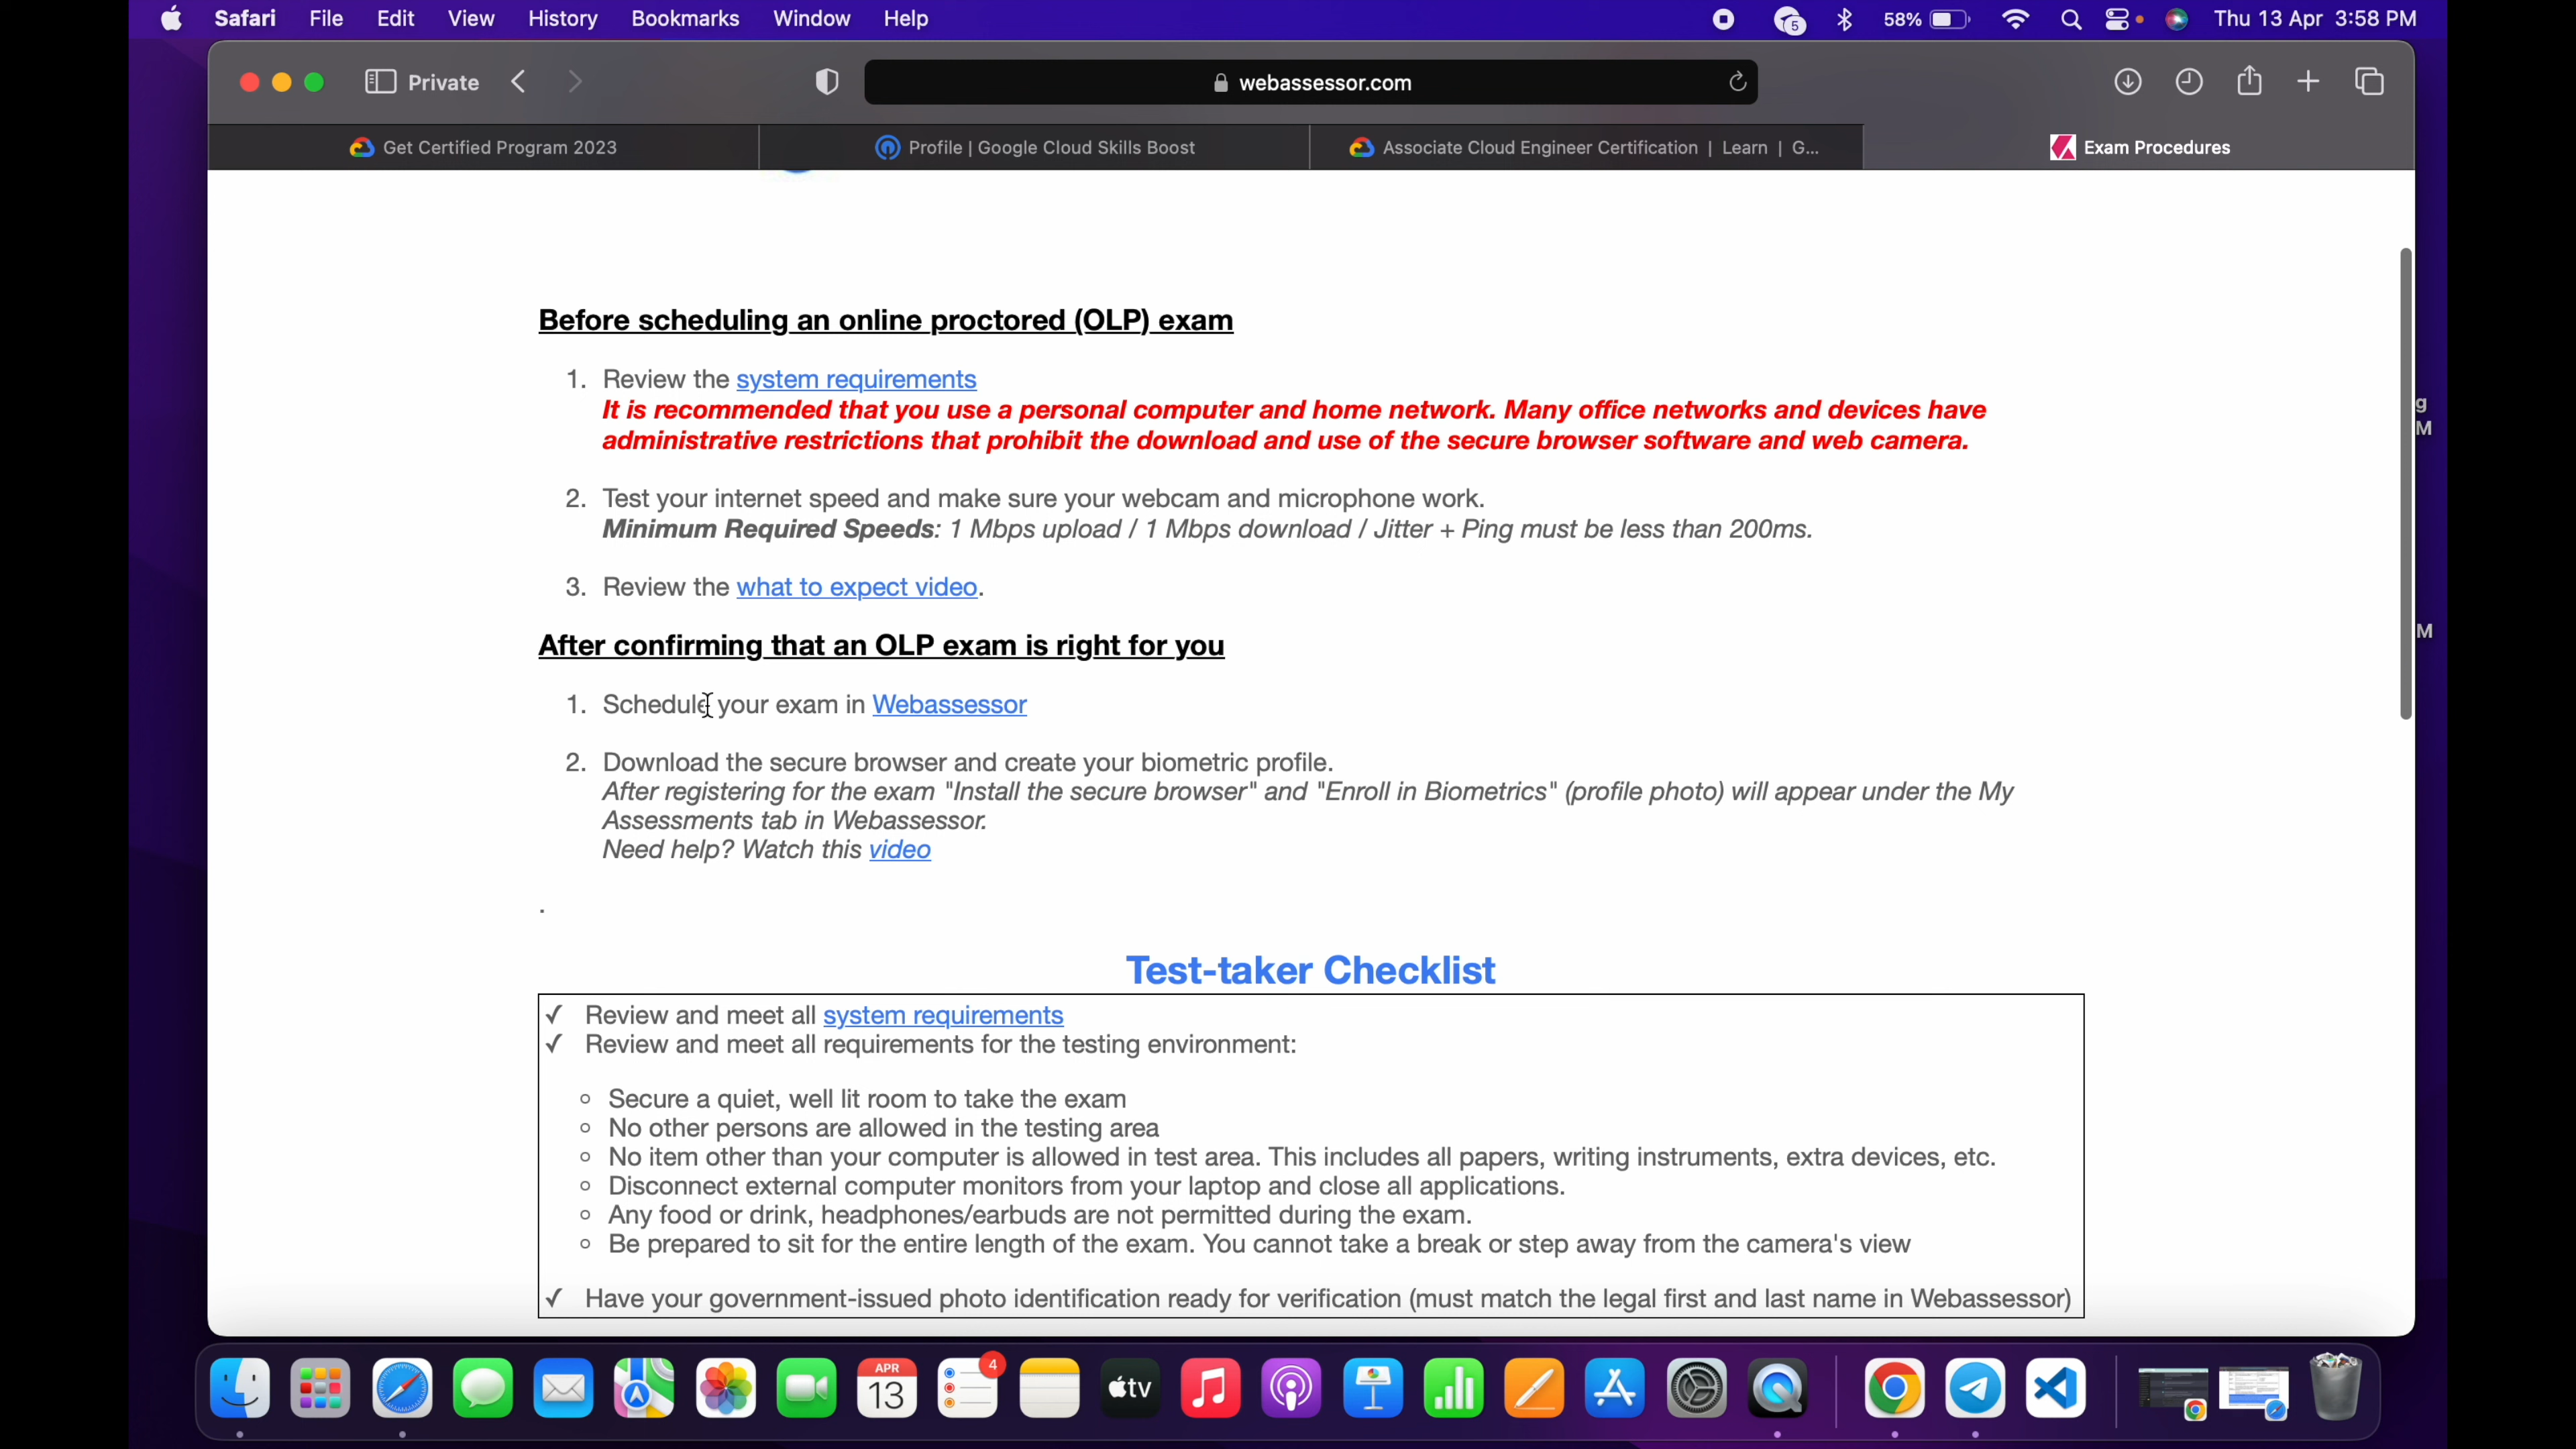 Safari File Edit View History Bookmarks Window Help 5 58% Thu 13 Apr 3:58 PM
Private webassessor.com
Get Certified Program 2023 Profile | Google Cloud Skills Boost Associate Cloud Engineer Certification | Learn | G... Exam Procedures
Before scheduling an online proctored (OLP) exam
1. Review the system requirements
It is recommended that you use a personal computer and home network. Many office networks and devices have
administrative restrictions that prohibit the download and use of the secure browser software and web camera.
g
M
2. Test your internet speed and make sure your webcam and microphone work.
Minimum Required Speeds: 1 Mbps upload / 1 Mbps download / Jitter + Ping must be less than 200ms.
3. Review the what to expect video.
After confirming that an OLP exam is right for you
M
1. Schedule your exam in Webassessor
2. Download the secure browser and create your biometric profile.
After registering for the exam "Install the secure browser" and "Enroll in Biometrics" (profile photo) will appear under the My
Assessments tab in Webassessor.
Need help? Watch this video
.
Test-taker Checklist
✓ Review and meet all system requirements
✓ Review and meet all requirements for the testing environment:
○ Secure a quiet, well lit room to take the exam
○ No other persons are allowed in the testing area
○ No item other than your computer is allowed in test area. This includes all papers, writing instruments, extra devices, etc.
○ Disconnect external computer monitors from your laptop and close all applications.
○ Any food or drink, headphones/earbuds are not permitted during the exam.
○ Be prepared to sit for the entire length of the exam. You cannot take a break or step away from the camera's view
✓ Have your government-issued photo identification ready for verification (must match the legal first and last name in Webassessor)
APR
13
4
tv